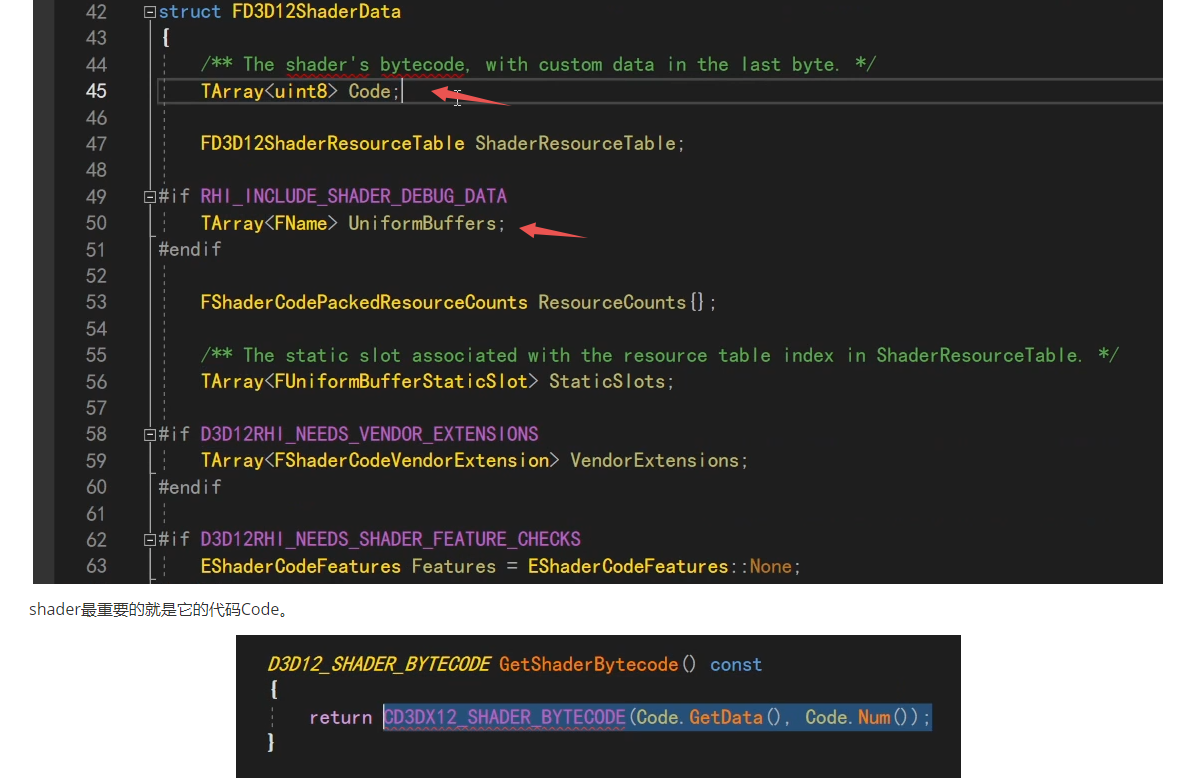 42 struct FD3D12ShaderData
43 {
44 /** The shader's bytecode, with custom data in the last byte. */
45 TArray<uint8> Code;
46
47 FD3D12ShaderResourceTable ShaderResourceTable;
48
49 #if RHI_INCLUDE_SHADER_DEBUG_DATA
50 TArray<FName> UniformBuffers;
51 #endif
52
53 FShaderCodePackedResourceCounts ResourceCounts{};
54
55 /** The static slot associated with the resource table index in ShaderResourceTable. */
56 TArray<FUniformBufferStaticSlot> StaticSlots;
57
58 #if D3D12RHI_NEEDS_VENDOR_EXTENSIONS
59 TArray<FShaderCodeVendorExtension> VendorExtensions;
60 #endif
61
62 #if D3D12RHI_NEEDS_SHADER_FEATURE_CHECKS
63 EShaderCodeFeatures Features = EShaderCodeFeatures::None;
shader最重要的就是它的代码Code。
D3D12_SHADER_BYTECODE GetShaderBytecode() const
{
return CD3DX12_SHADER_BYTECODE(Code.GetData(), Code.Num());
}